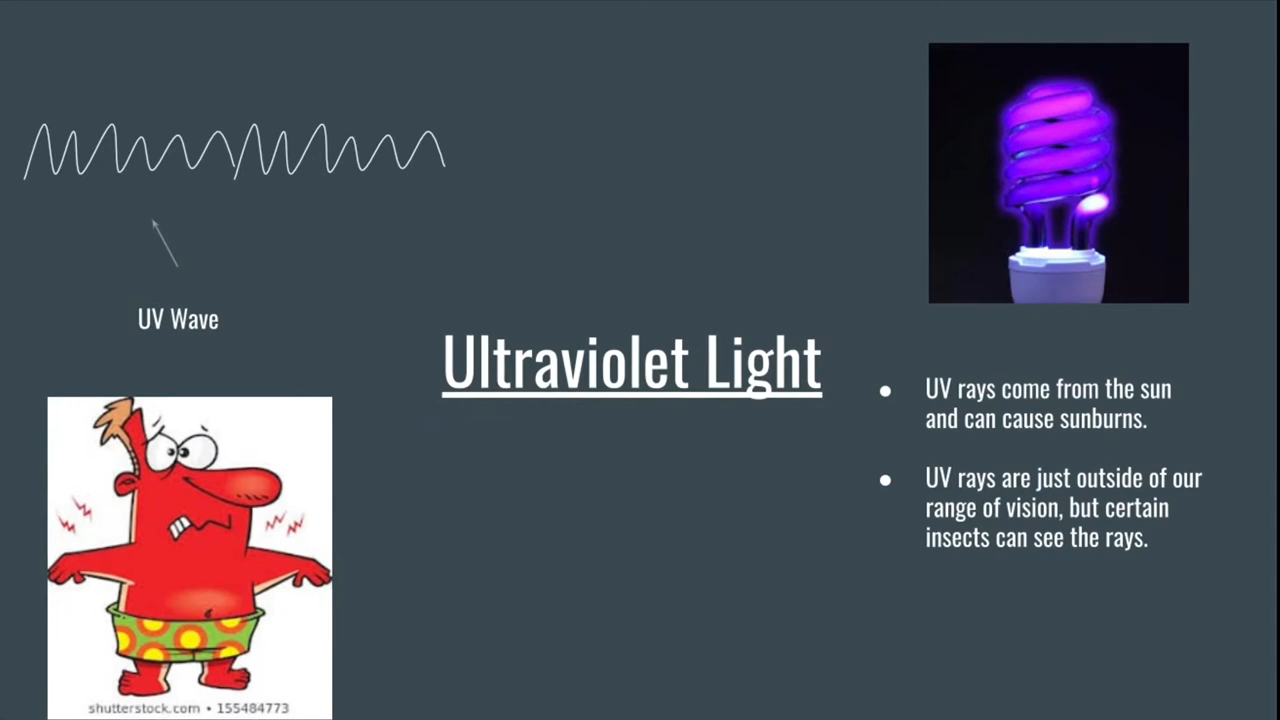 UV Wave
Ultraviolet Light
● UV rays come from the sun
and can cause sunburns.
● UV rays are just outside of our
range of vision, but certain
insects can see the rays.
shutterstock.com • 155484773